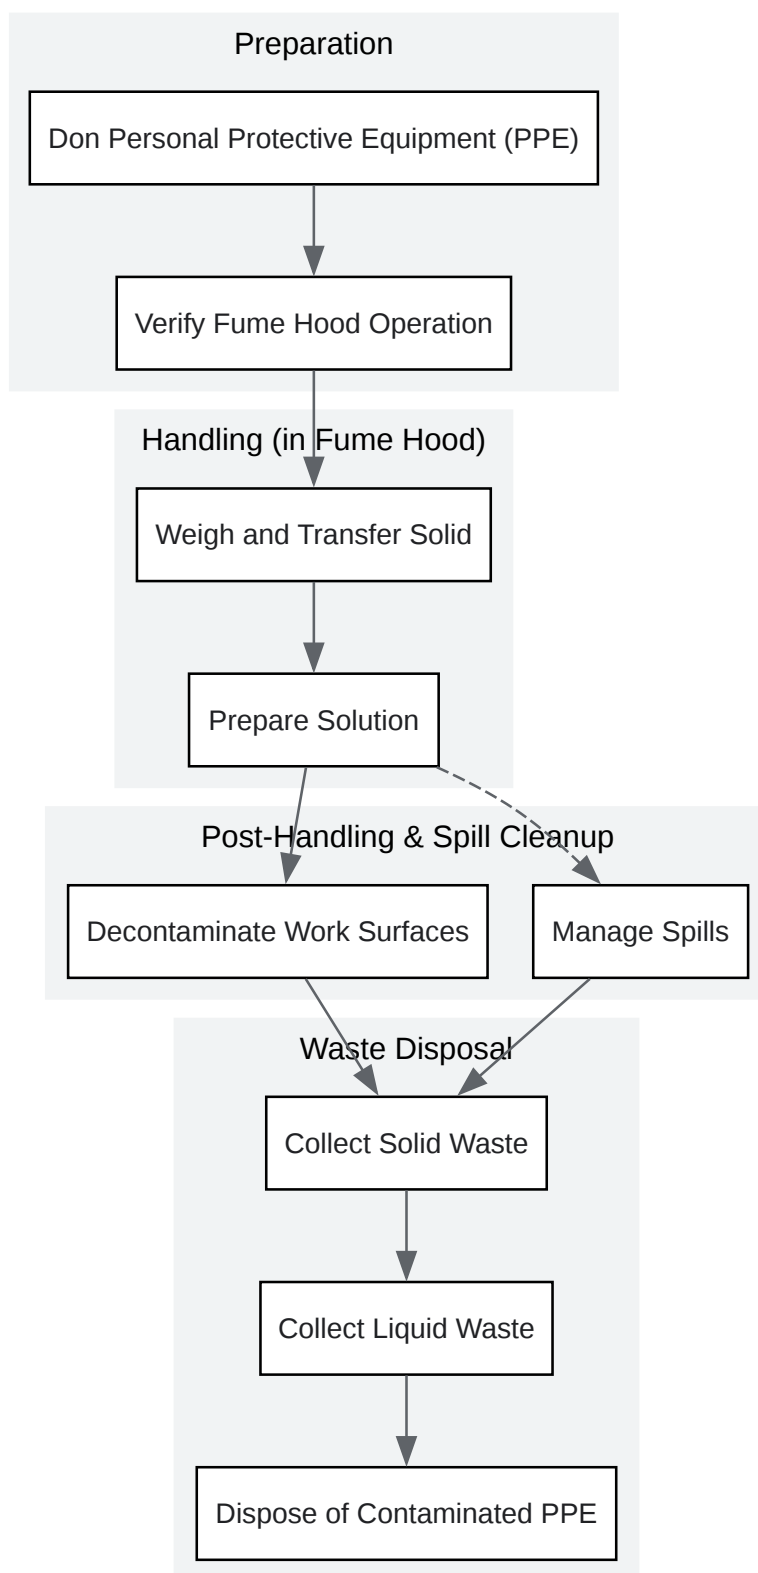 Preparation
Don Personal Protective Equipment (PPE)
Verify Fume Hood Operation
Handling (in Fume Hood)
Weigh and Transfer Solid
Prepare Solution
Post-Handling & Spill Cleanup
Decontaminate Work Surfaces
Manage Spills
Waste Disposal
Collect Solid Waste
Collect Liquid Waste
Dispose of Contaminated PPE